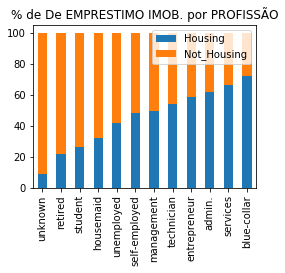 % de De EMPRESTIMO IMOB. por PROFISSÃO
Housing
Not_Housing
100
80
60
40
20
0
unknown
retired
student
housemaid
unemployed
self-employed
management
technician
entrepreneur
admin.
services
blue-collar